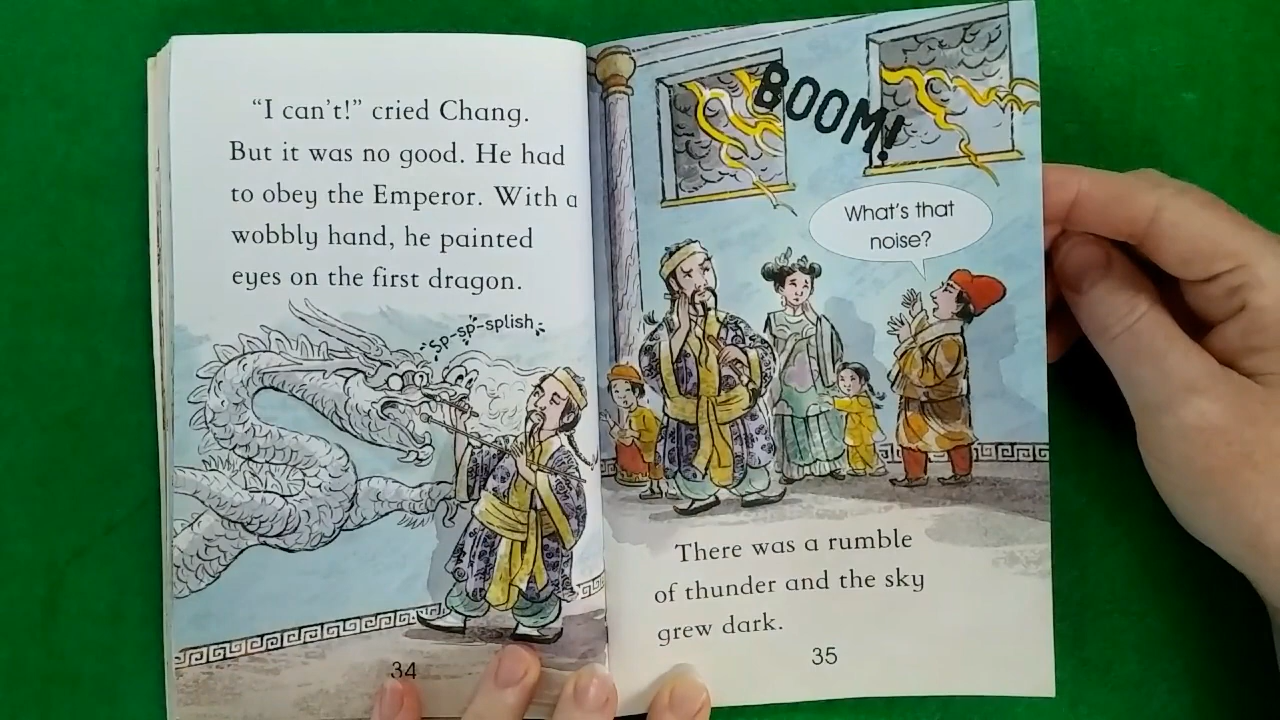 “I can’t!” cried Chang.
But it was no good. He had
to obey the Emperor. With a
wobbly hand, he painted
eyes on the first dragon.
sp-sp-splish
34
BOOM!
What’s that
noise?
There was a rumble
of thunder and the sky
grew dark.
35